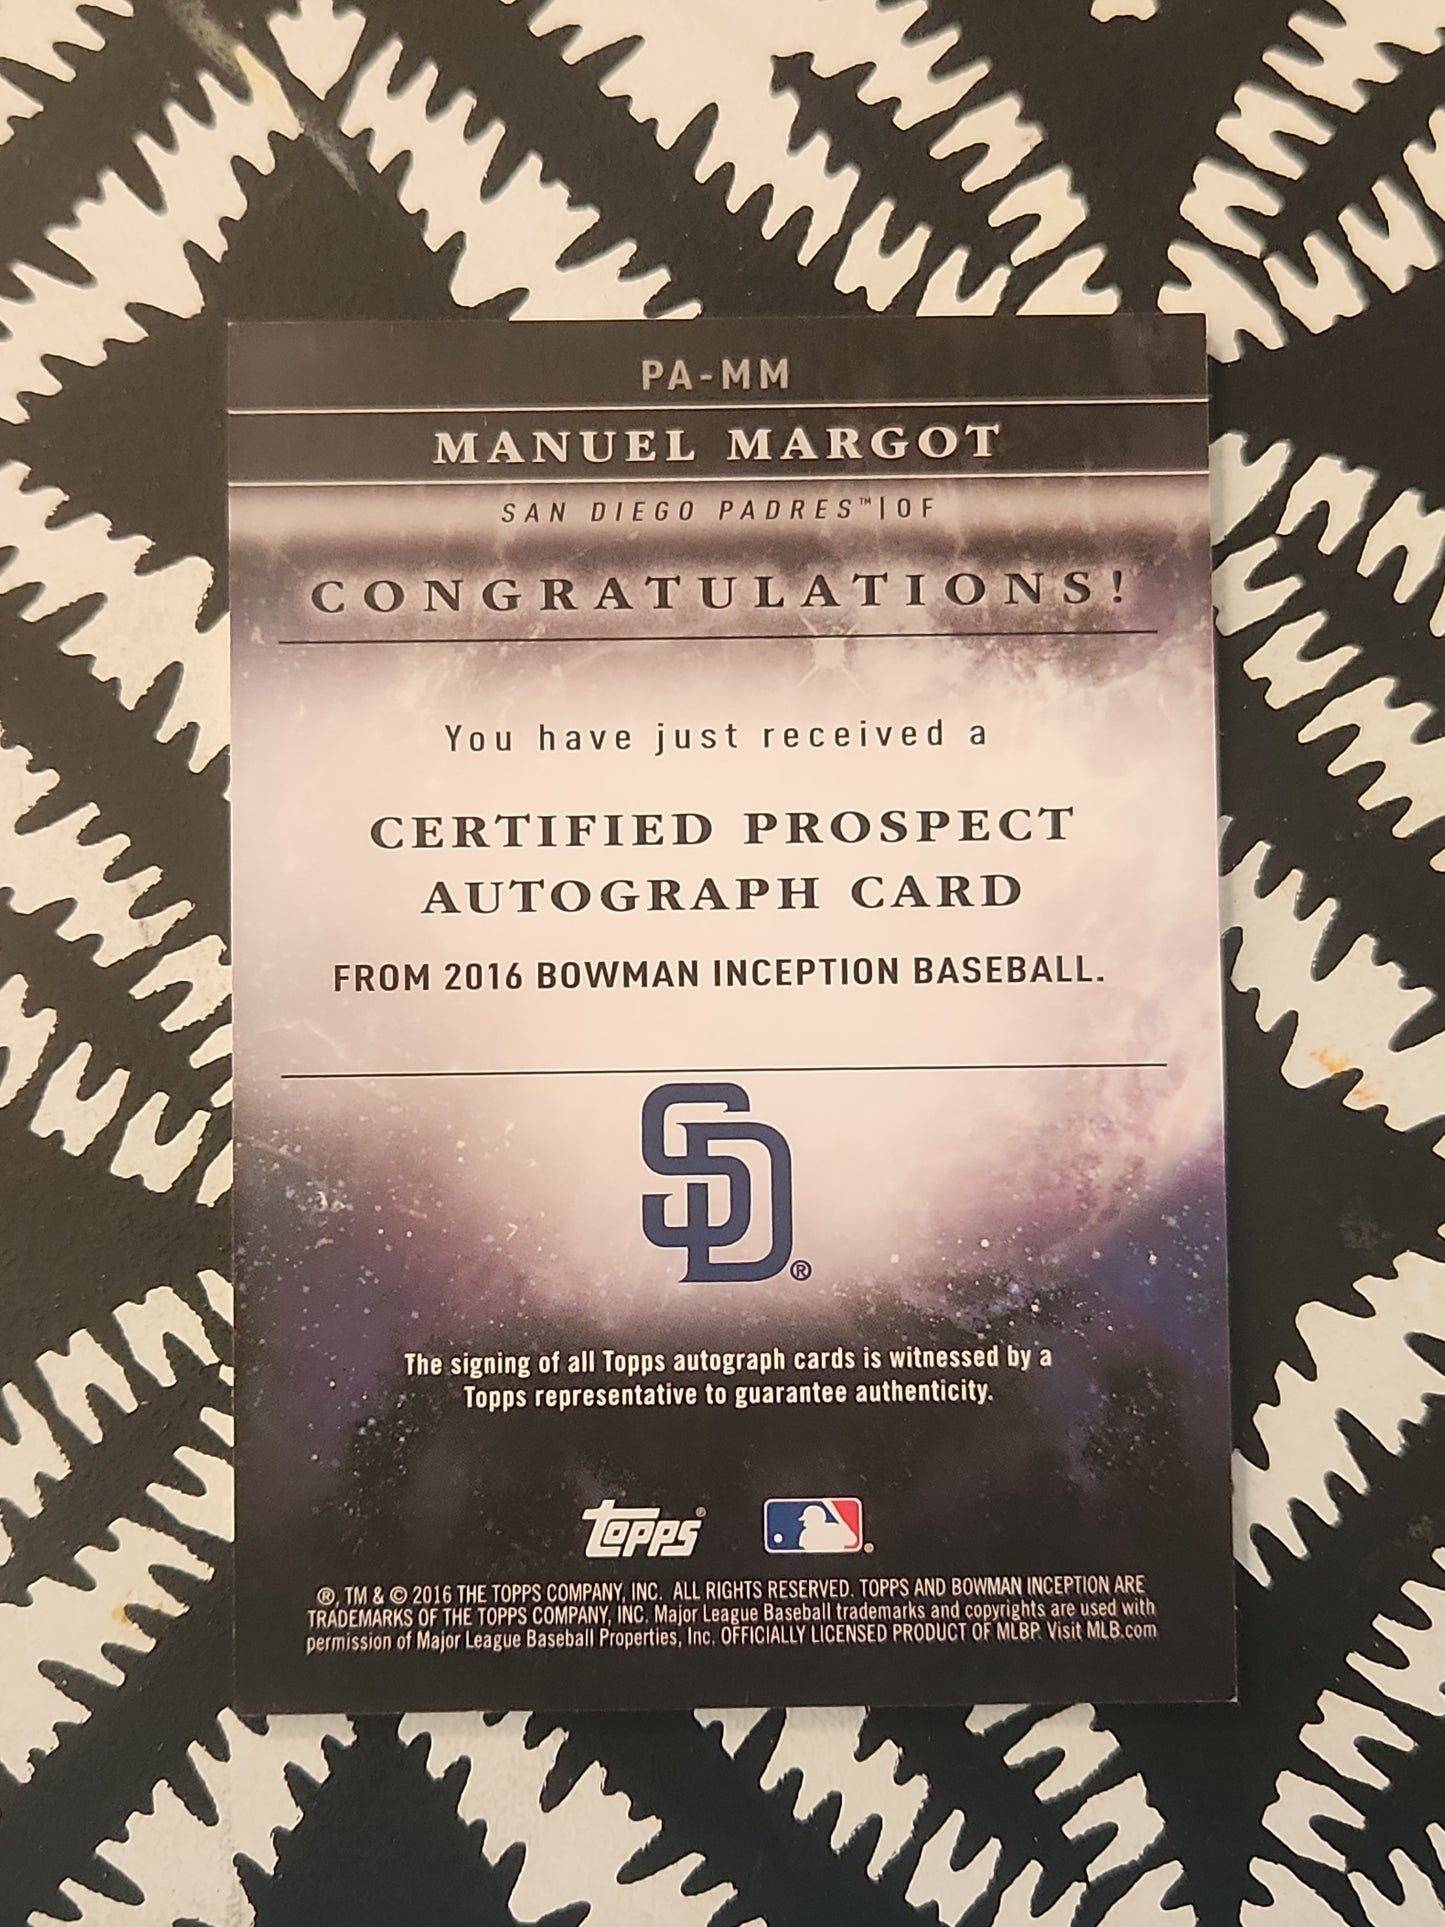 PA-MM
MANUEL MARGOT
SAN DIEGO PADRES™|OF
CONGRATULATIONS!
You have just received a
CERTIFIED PROSPECT
AUTOGRAPH CARD
FROM 2016 BOWMAN INCEPTION BASEBALL.
SD®
The signing of all Topps autograph cards is witnessed by a
Topps representative to guarantee authenticity.
topps®
®, TM & © 2016 THE TOPPS COMPANY, INC. ALL RIGHTS RESERVED. TOPPS AND BOWMAN INCEPTION ARE
TRADEMARKS OF THE TOPPS COMPANY, INC. Major League Baseball trademarks and copyrights are used with
permission of Major League Baseball Properties, Inc. OFFICIALLY LICENSED PRODUCT OF MLBP. Visit MLB.com